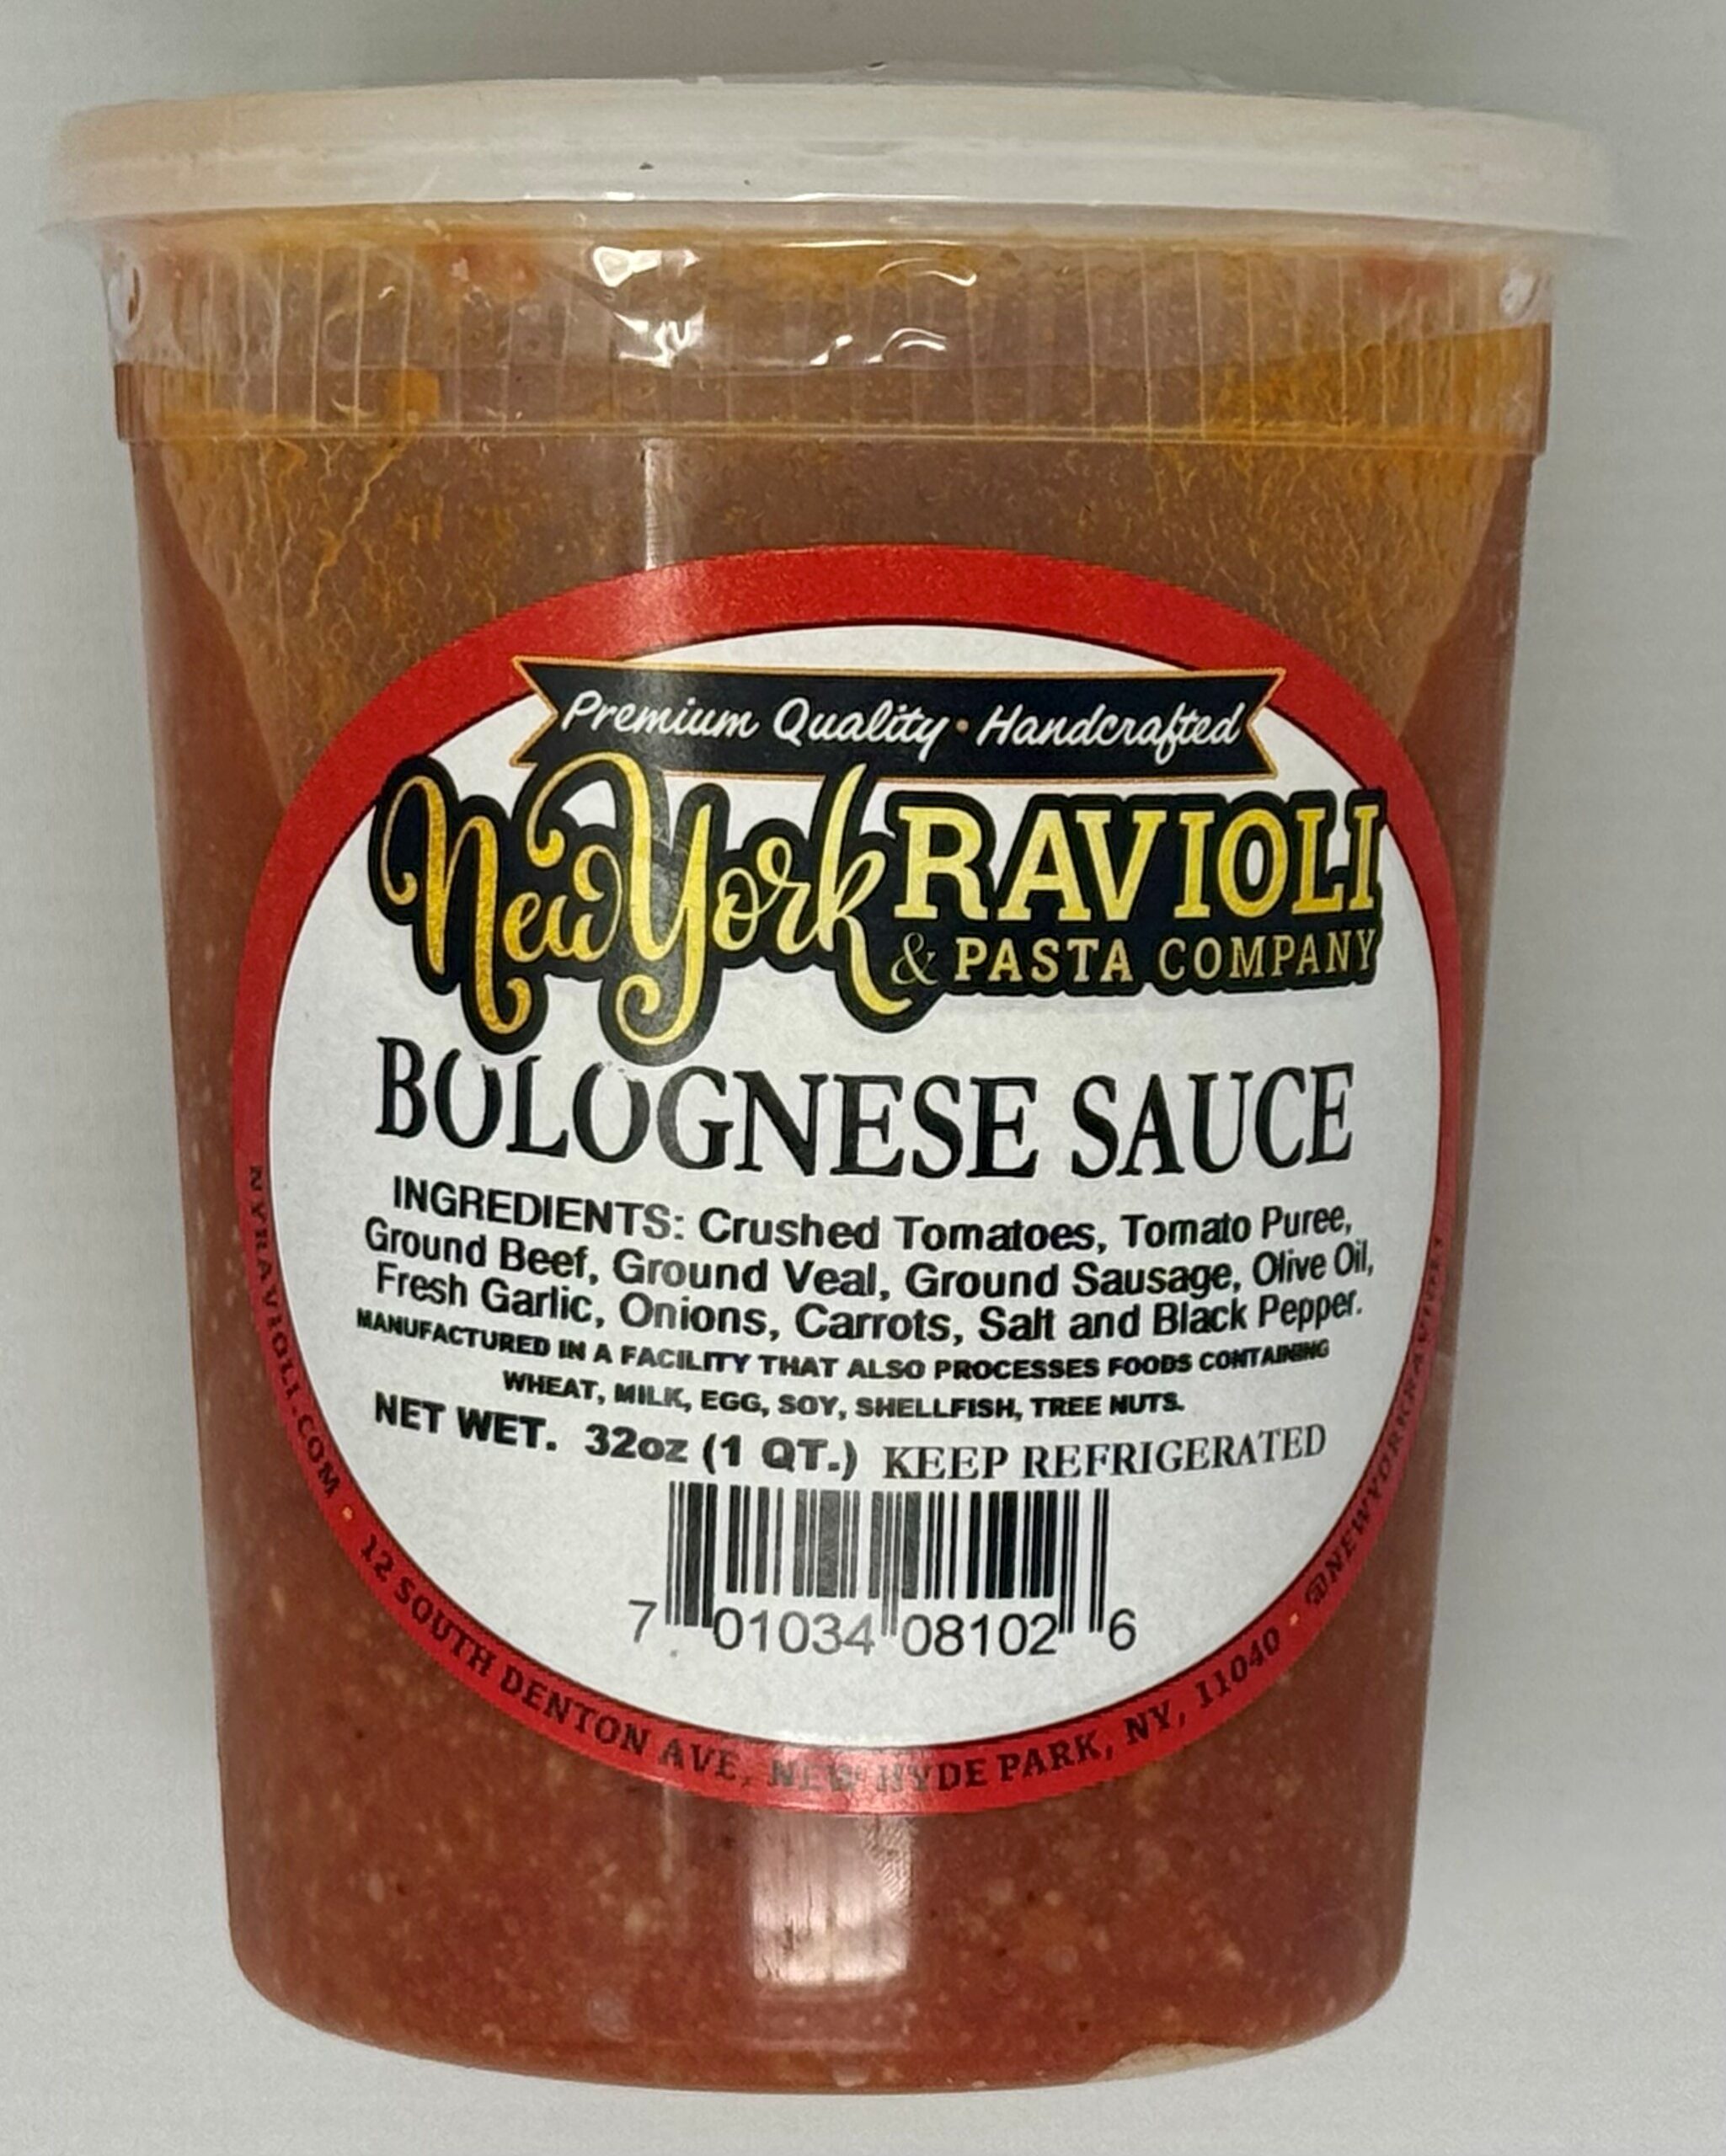 Premium Quality • Handcrafted
New York RAVIOLI
& PASTA COMPANY
BOLOGNESE SAUCE
INGREDIENTS: Crushed Tomatoes, Tomato Puree,
Ground Beef, Ground Veal, Ground Sausage, Olive Oil,
Fresh Garlic, Onions, Carrots, Salt and Black Pepper.
MANUFACTURED IN A FACILITY THAT ALSO PROCESSES FOODS CONTAINING
WHEAT, MILK, EGG, SOY, SHELLFISH, TREE NUTS.
NET WET. 32oz (1 QT.) KEEP REFRIGERATED
7 01034 08102 6
NYRAVIOLI.COM • 12 SOUTH DENTON AVE, NEW HYDE PARK, NY, 11040 • @NEWYORKRAVIOLI